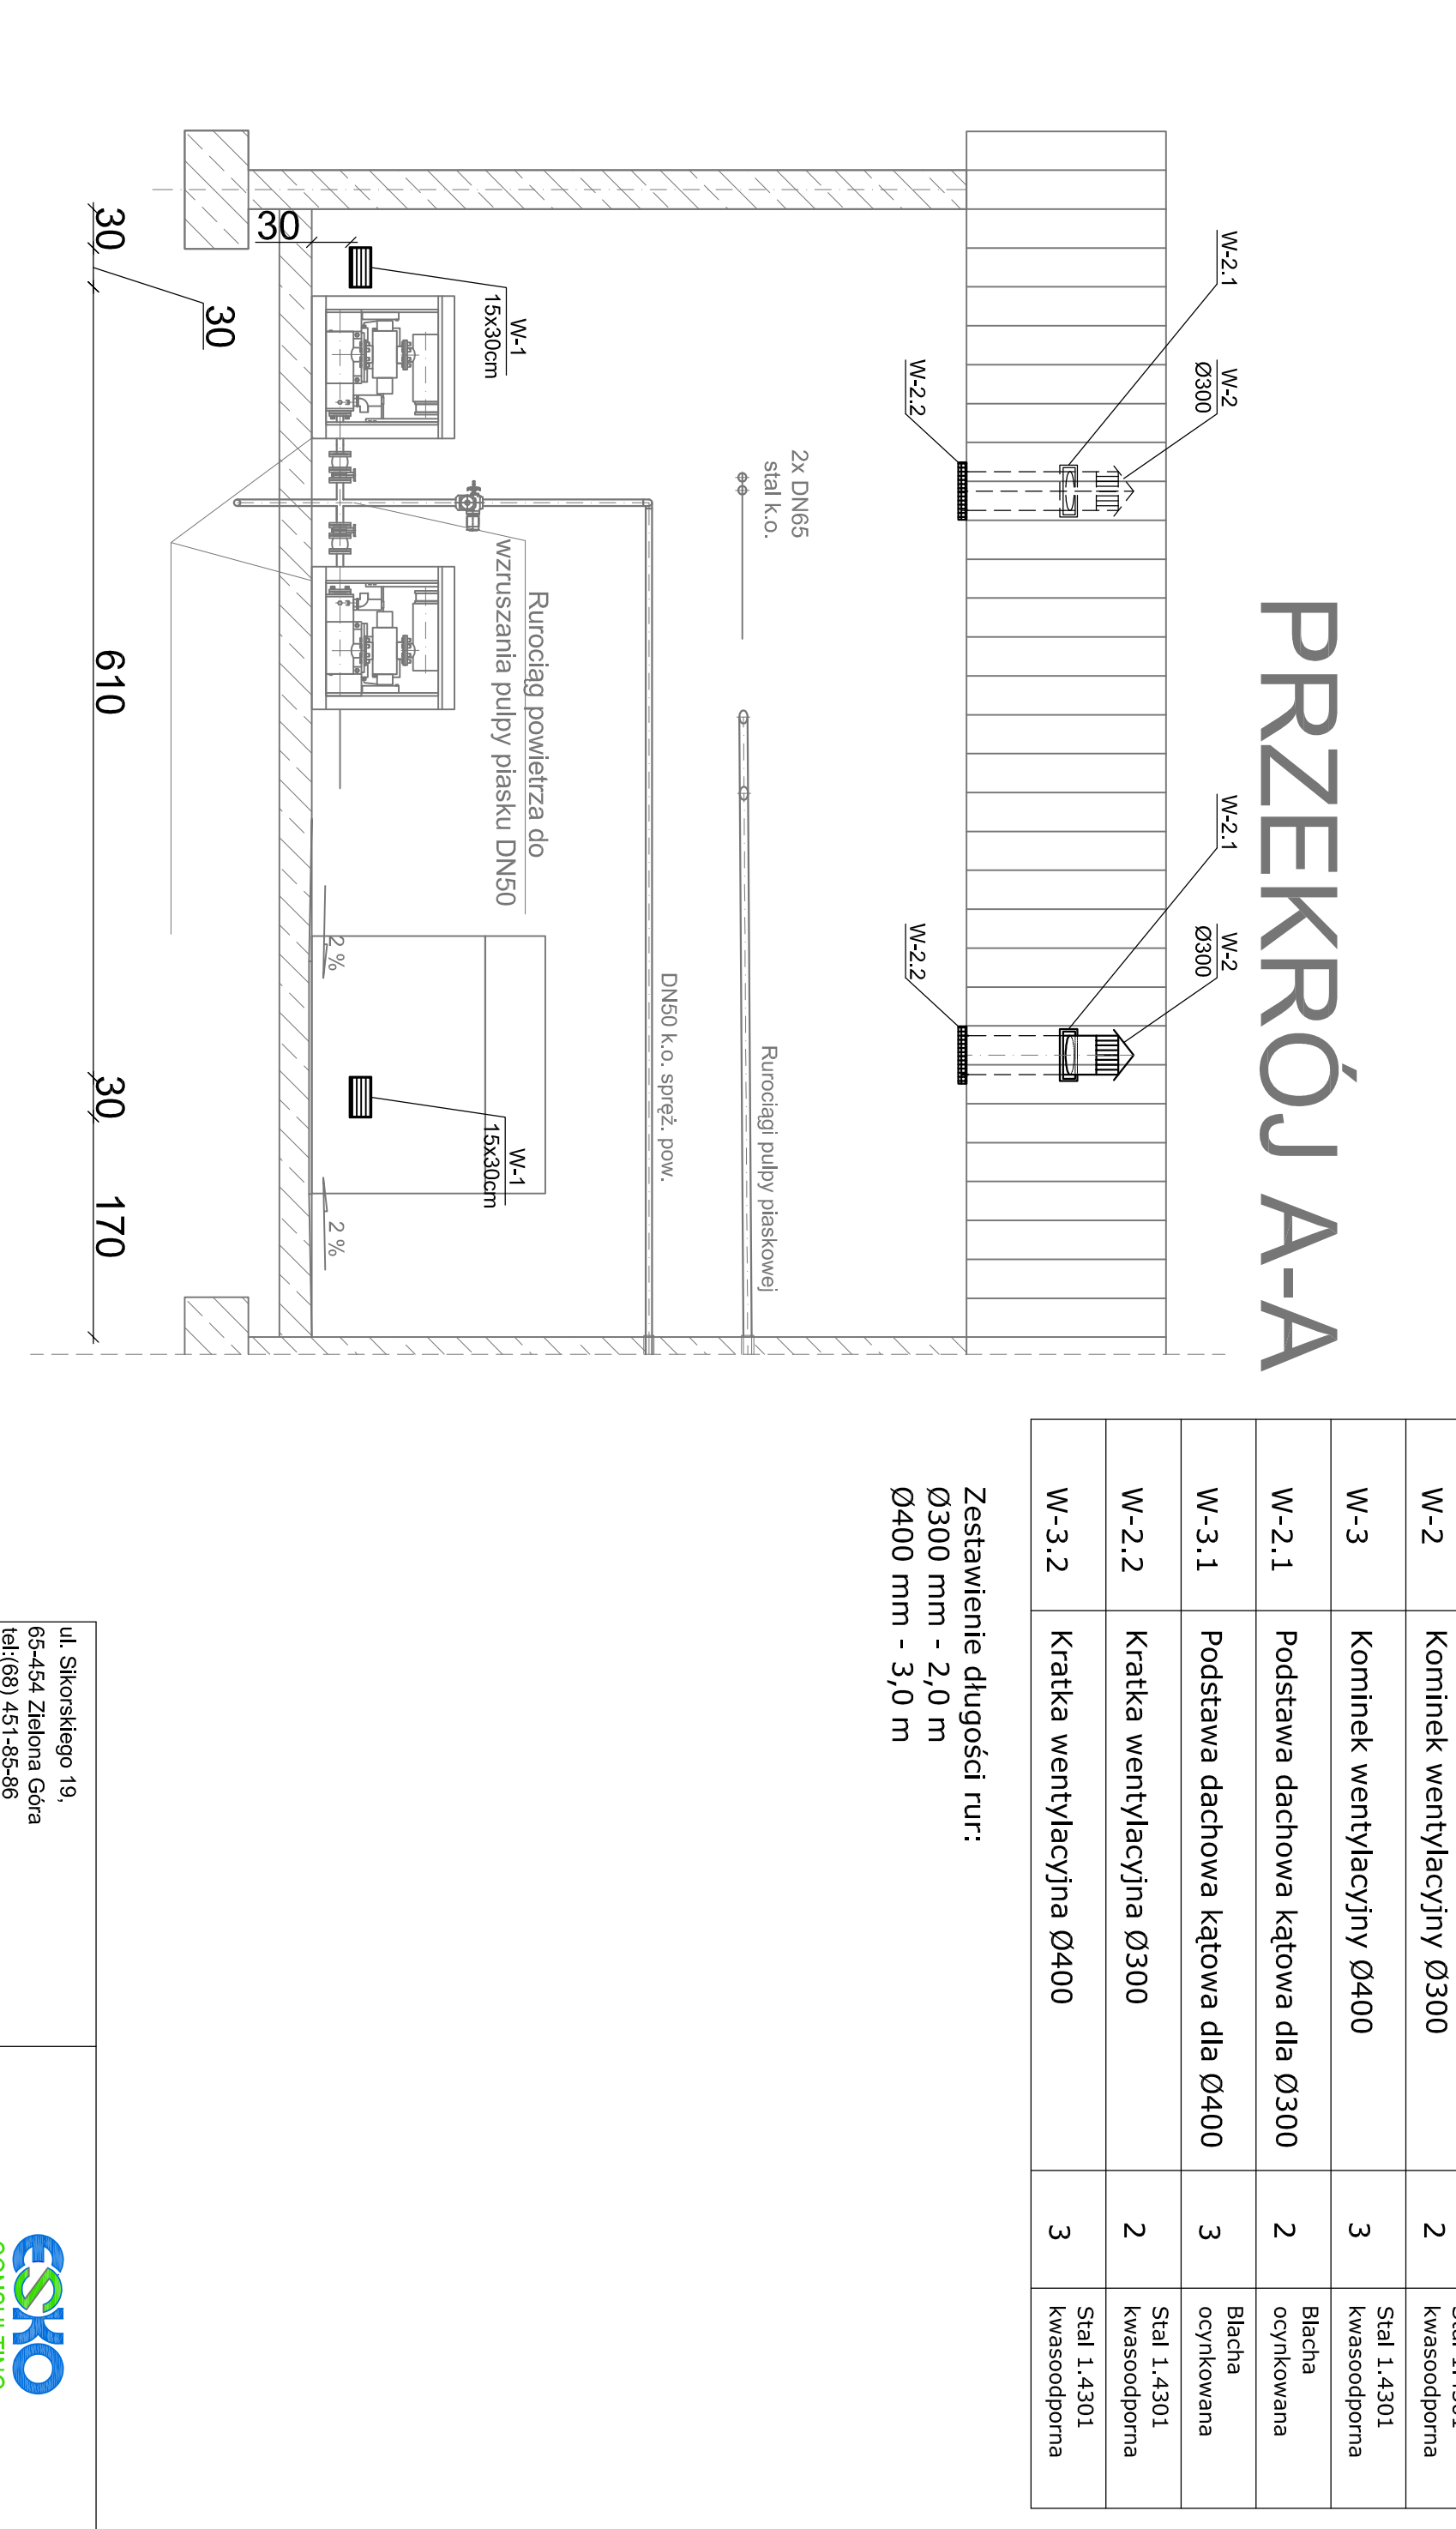 PRZEKRÓJ A-A
W-2.1
W-2
Ø300
W-2.2
W-2.1
W-2
Ø300
W-2.2
2x DN65
stal k.o.
Rurociągi pulpy piaskowej
DN50 k.o. spręż. pow.
Rurociąg powietrza do
wzruszania pulpy piasku DN50
W-1
15x30cm
W-1
15x30cm
30
2 %
2 %
30
30
610
30
170
W-2 Kominek wentylacyjny Ø300 2 kwasoodporna
W-3 Kominek wentylacyjny Ø400 3 Stal 1.4301
kwasoodporna
W-2.1 Podstawa dachowa kątowa dla Ø300 2 Blacha
ocynkowana
W-3.1 Podstawa dachowa kątowa dla Ø400 3 Blacha
ocynkowana
W-2.2 Kratka wentylacyjna Ø300 2 Stal 1.4301
kwasoodporna
W-3.2 Kratka wentylacyjna Ø400 3 Stal 1.4301
kwasoodporna
Zestawienie długości rur:
Ø300 mm - 2,0 m
Ø400 mm - 3,0 m
ul. Sikorskiego 19,
65-454 Zielona Góra
tel:(68) 451-85-86
ESKO